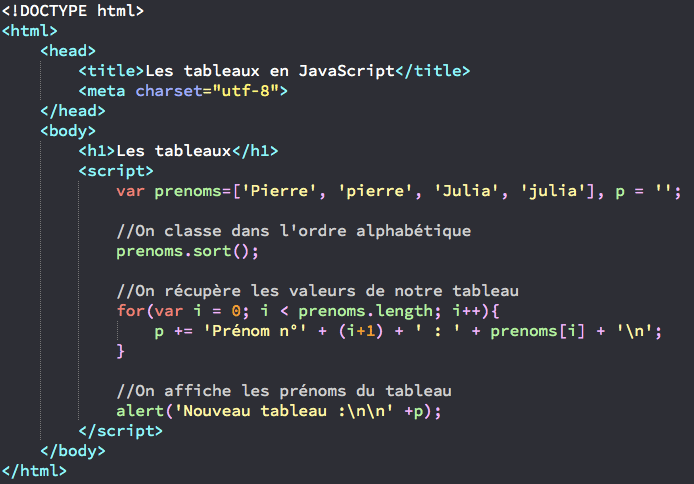 <!DOCTYPE html>
<html>
    <head>
        <title>Les tableaux en JavaScript</title>
        <meta charset="utf-8">
    </head>
    <body>
        <h1>Les tableaux</h1>
        <script>
            var prenoms=['Pierre', 'pierre', 'Julia', 'julia'], p = '';

            //On classe dans l'ordre alphabétique
            prenoms.sort();

            //On récupère les valeurs de notre tableau
            for(var i = 0; i < prenoms.length; i++){
                p += 'Prénom n°' + (i+1) + ' : ' + prenoms[i] + '\n';
            }

            //On affiche les prénoms du tableau
            alert('Nouveau tableau :\n\n' +p);
        </script>
    </body>
</html>